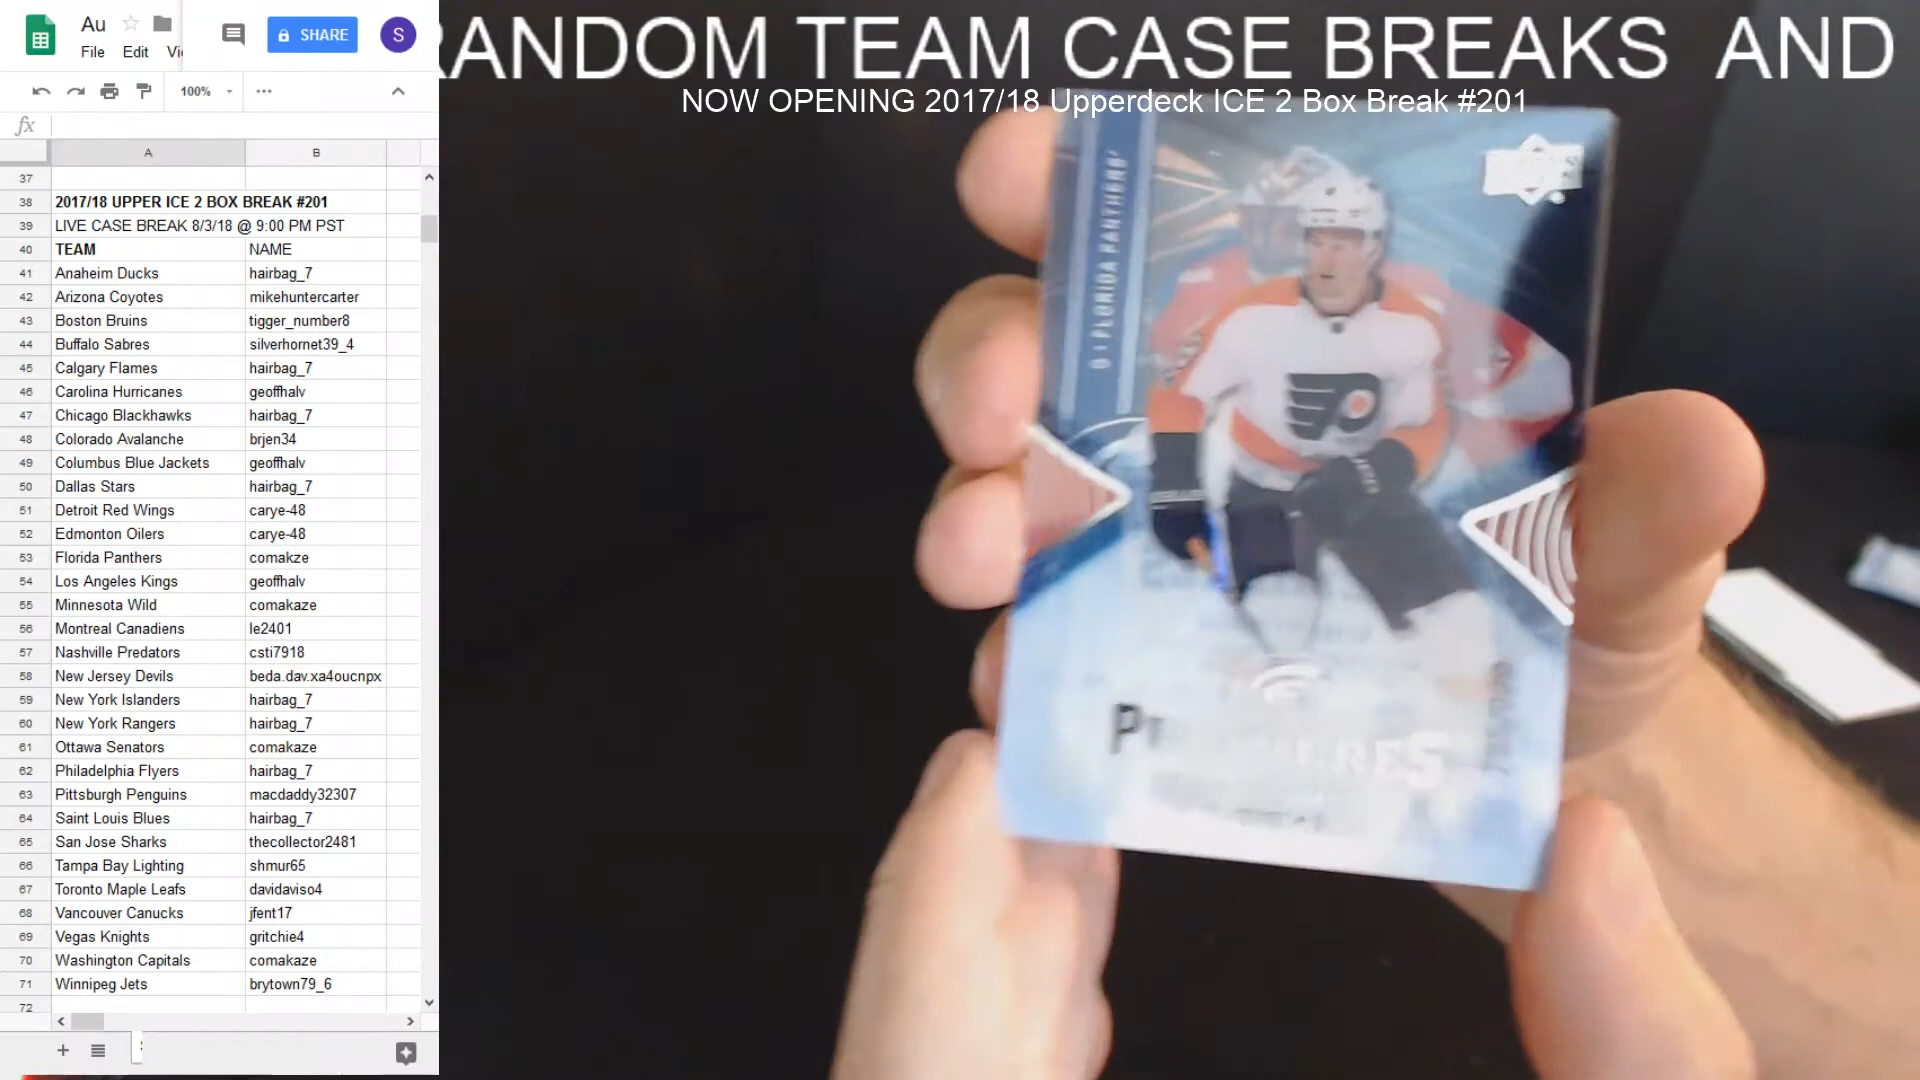 RANDOM TEAM CASE BREAKS AND
NOW OPENING 2017/18 Upperdeck ICE 2 Box Break #201
Au
SHARE
S
File Edit
100%
fx
A B
37
38 2017/18 UPPER ICE 2 BOX BREAK #201
39 LIVE CASE BREAK 8/3/18 @ 9:00 PM PST
40 TEAM NAME
41 Anaheim Ducks hairbag_7
42 Arizona Coyotes mikehuntercarter
43 Boston Bruins tigger_number8
44 Buffalo Sabres silverhornet39_4
45 Calgary Flames hairbag_7
46 Carolina Hurricanes geoffhalv
47 Chicago Blackhawks hairbag_7
48 Colorado Avalanche brjen34
49 Columbus Blue Jackets geoffhalv
50 Dallas Stars hairbag_7
51 Detroit Red Wings carye-48
52 Edmonton Oilers carye-48
53 Florida Panthers comakze
54 Los Angeles Kings geoffhalv
55 Minnesota Wild comakaze
56 Montreal Canadiens le2401
57 Nashville Predators csti7918
58 New Jersey Devils beda.dav.xa4oucnpx
59 New York Islanders hairbag_7
60 New York Rangers hairbag_7
61 Ottawa Senators comakaze
62 Philadelphia Flyers hairbag_7
63 Pittsburgh Penguins macdaddy32307
64 Saint Louis Blues hairbag_7
65 San Jose Sharks thecollector2481
66 Tampa Bay Lighting shmur65
67 Toronto Maple Leafs davidaviso4
68 Vancouver Canucks jfent17
69 Vegas Knights gritchie4
70 Washington Capitals comakaze
71 Winnipeg Jets brytown79_6
72
FLORIDA PANTHERS